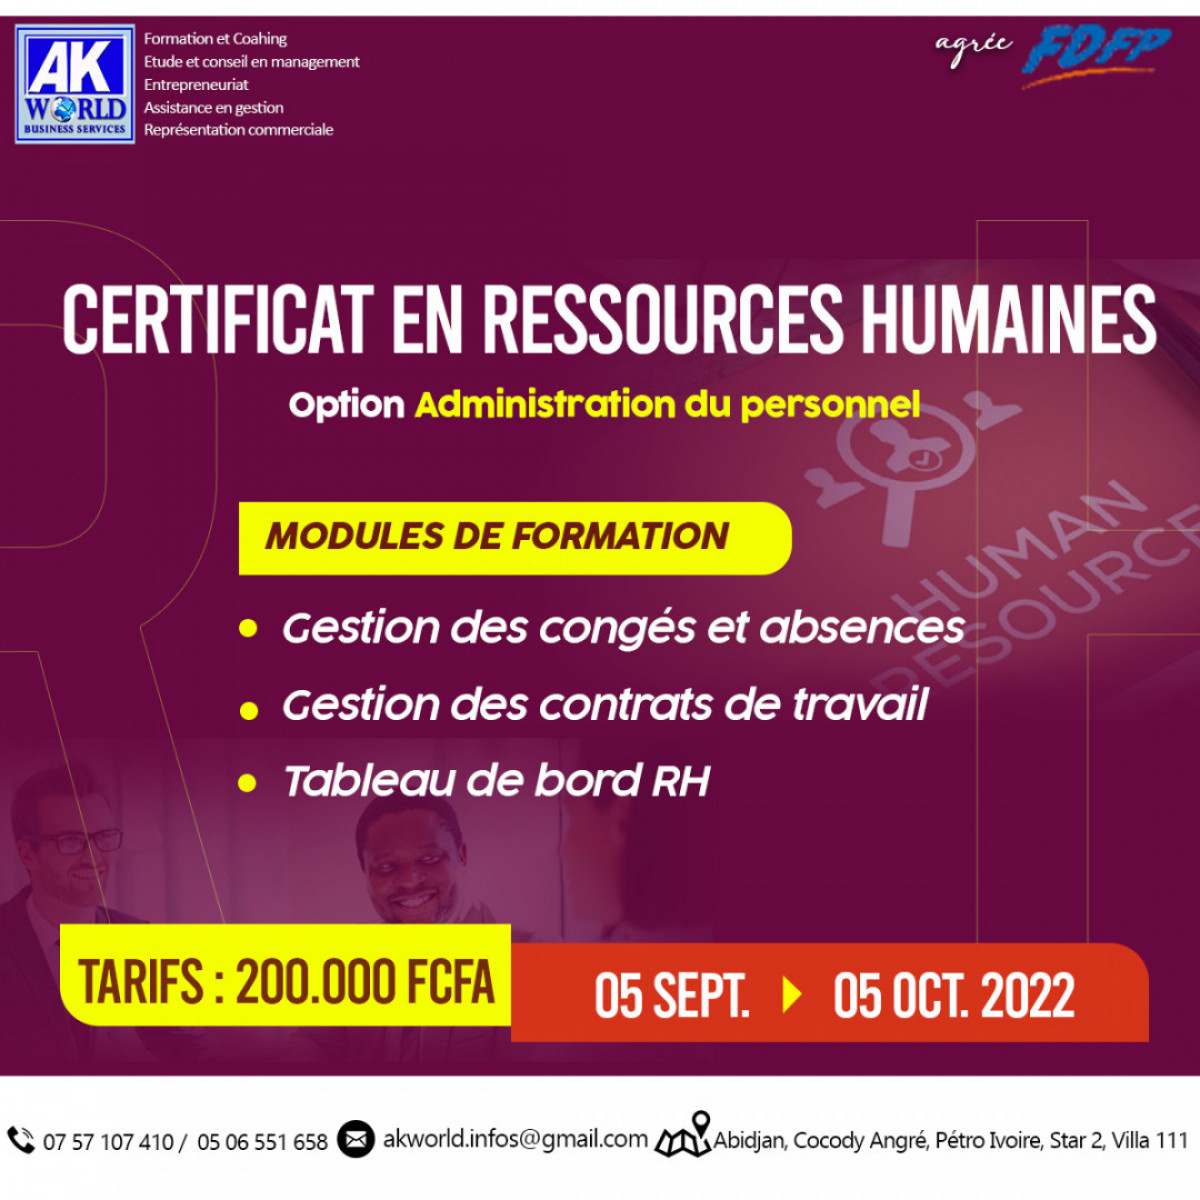 AK
WORLD
BUSINESS SERVICES
Formation et Coahing
Etude et conseil en management
Entrepreneuriat
Assistance en gestion
Représentation commerciale
agrée FDFP
CERTIFICAT EN RESSOURCES HUMAINES
Option Administration du personnel
MODULES DE FORMATION
Gestion des congés et absences
Gestion des contrats de travail
Tableau de bord RH
HUMAN
RESOURCE
TARIFS : 200.000 FCFA
05 SEPT. 05 OCT. 2022
07 57 107 410 / 05 06 551 658 akworld.infos@gmail.com Abidjan, Cocody Angré, Pétro Ivoire, Star 2, Villa 111